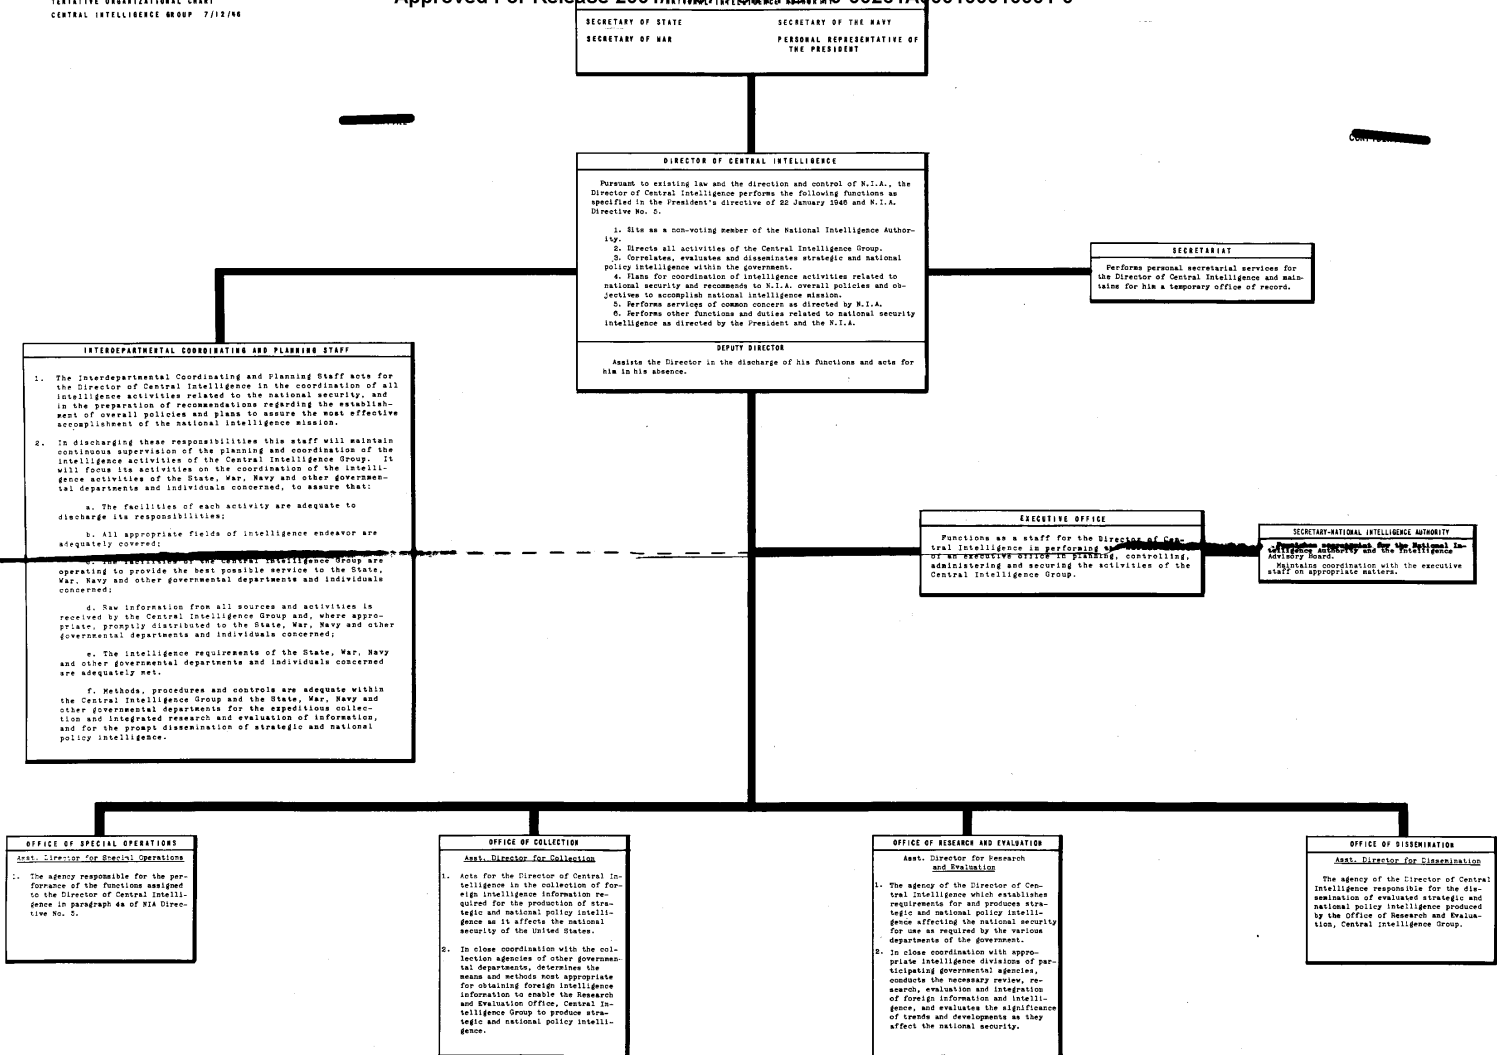 TENTATIVE ORGANIZATIONAL CHART
CENTRAL INTELLIGENCE GROUP 7/12/46
Approved For Release
SECRETARY OF STATE
SECRETARY OF THE NAVY
SECRETARY OF WAR
PERSONAL REPRESENTATIVE OF
THE PRESIDENT
DIRECTOR OF CENTRAL INTELLIGENCE
Pursuant to existing law and the direction and control of N.I.A., the
Director of Central Intelligence performs the following functions as
specified in the President's directive of 22 January 1946 and N.I.A.
Directive No. 5.
1. Sits as a non-voting member of the National Intelligence Author-
ity.
2. Directs all activities of the Central Intelligence Group.
3. Correlates, evaluates and disseminates strategic and national
policy intelligence within the government.
4. Plans for coordination of intelligence activities related to
national security and recommends to N.I.A. overall policies and ob-
jectives to accomplish national intelligence mission.
5. Performs services of common concern as directed by N.I.A.
6. Performs other functions and duties related to national security
intelligence as directed by the President and the N.I.A.
DEPUTY DIRECTOR
Assists the Director in the discharge of his functions and acts for
him in his absence.
SECRETARIAT
Performs personal secretarial services for
the Director of Central Intelligence and main-
tains for him a temporary office of record.
INTERDEPARTMENTAL COORDINATING AND PLANNING STAFF
1. The Interdepartmental Coordinating and Planning Staff acts for
the Director of Central Intelligence in the coordination of all
intelligence activities related to the national security, and
in the preparation of recommendations regarding the establish-
ment of overall policies and plans to assure the most effective
accomplishment of the national intelligence mission.
2. In discharging these responsibilities this staff will maintain
continuous supervision of the planning and coordination of the
intelligence activities of the Central Intelligence Group. It
will focus its activities on the coordination of the intelli-
gence activities of the State, War, Navy and other governmen-
tal departments and individuals concerned, to assure that:
a. The facilities of each activity are adequate to
discharge its responsibilities;
b. All appropriate fields of intelligence endeavor are
adequately covered;
c. The facilities of the Central Intelligence Group are
operating to provide the best possible service to the State,
War, Navy and other governmental departments and individuals
concerned;
d. Raw information from all sources and activities is
received by the Central Intelligence Group and, where appro-
priate, promptly distributed to the State, War, Navy and other
governmental departments and individuals concerned;
e. The intelligence requirements of the State, War, Navy
and other governmental departments and individuals concerned
are adequately met.
f. Methods, procedures and controls are adequate within
the Central Intelligence Group and the State, War, Navy and
other governmental departments for the expeditious collec-
tion and integrated research and evaluation of information,
and for the prompt dissemination of strategic and national
policy intelligence.
EXECUTIVE OFFICE
Functions as a staff for the Director of Cen-
tral Intelligence in performing
of an executive office in planning, controlling,
administering and securing the activities of the
Central Intelligence Group.
SECRETARY-NATIONAL INTELLIGENCE AUTHORITY
for the National In-
telligence Authority and the Intelligence
Advisory Board.
Maintains coordination with the executive
staff on appropriate matters.
OFFICE OF SPECIAL OPERATIONS
Asst. Director for Special Operations
1. The agency responsible for the per-
formance of the functions assigned
to the Director of Central Intelli-
gence in paragraph 4a of NIA Direc-
tive No. 5.
OFFICE OF COLLECTION
Asst. Director for Collection
1. Acts for the Director of Central In-
telligence in the collection of for-
eign intelligence information re-
quired for the production of stra-
tegic and national policy intelli-
gence as it affects the national
security of the United States.
2. In close coordination with the col-
lection agencies of other governmen-
tal departments, determines the
means and methods most appropriate
for obtaining foreign intelligence
information to enable the Research
and Evaluation Office, Central In-
telligence Group to produce stra-
tegic and national policy intelli-
gence.
OFFICE OF RESEARCH AND EVALUATION
Asst. Director for Research
and Evaluation
1. The agency of the Director of Cen-
tral Intelligence which establishes
requirements for and produces stra-
tegic and national policy intelli-
gence affecting the national security
for use as required by the various
departments of the government.
2. In close coordination with appro-
priate intelligence divisions of par-
ticipating governmental agencies,
conducts the necessary review, re-
search, evaluation and integration
of foreign information and intelli-
gence, and evaluates the significance
of trends and developments as they
affect the national security.
OFFICE OF DISSEMINATION
Asst. Director for Dissemination
The agency of the Director of Central
Intelligence responsible for the dis-
semination of evaluated strategic and
national policy intelligence produced
by the Office of Research and Evalua-
tion, Central Intelligence Group.